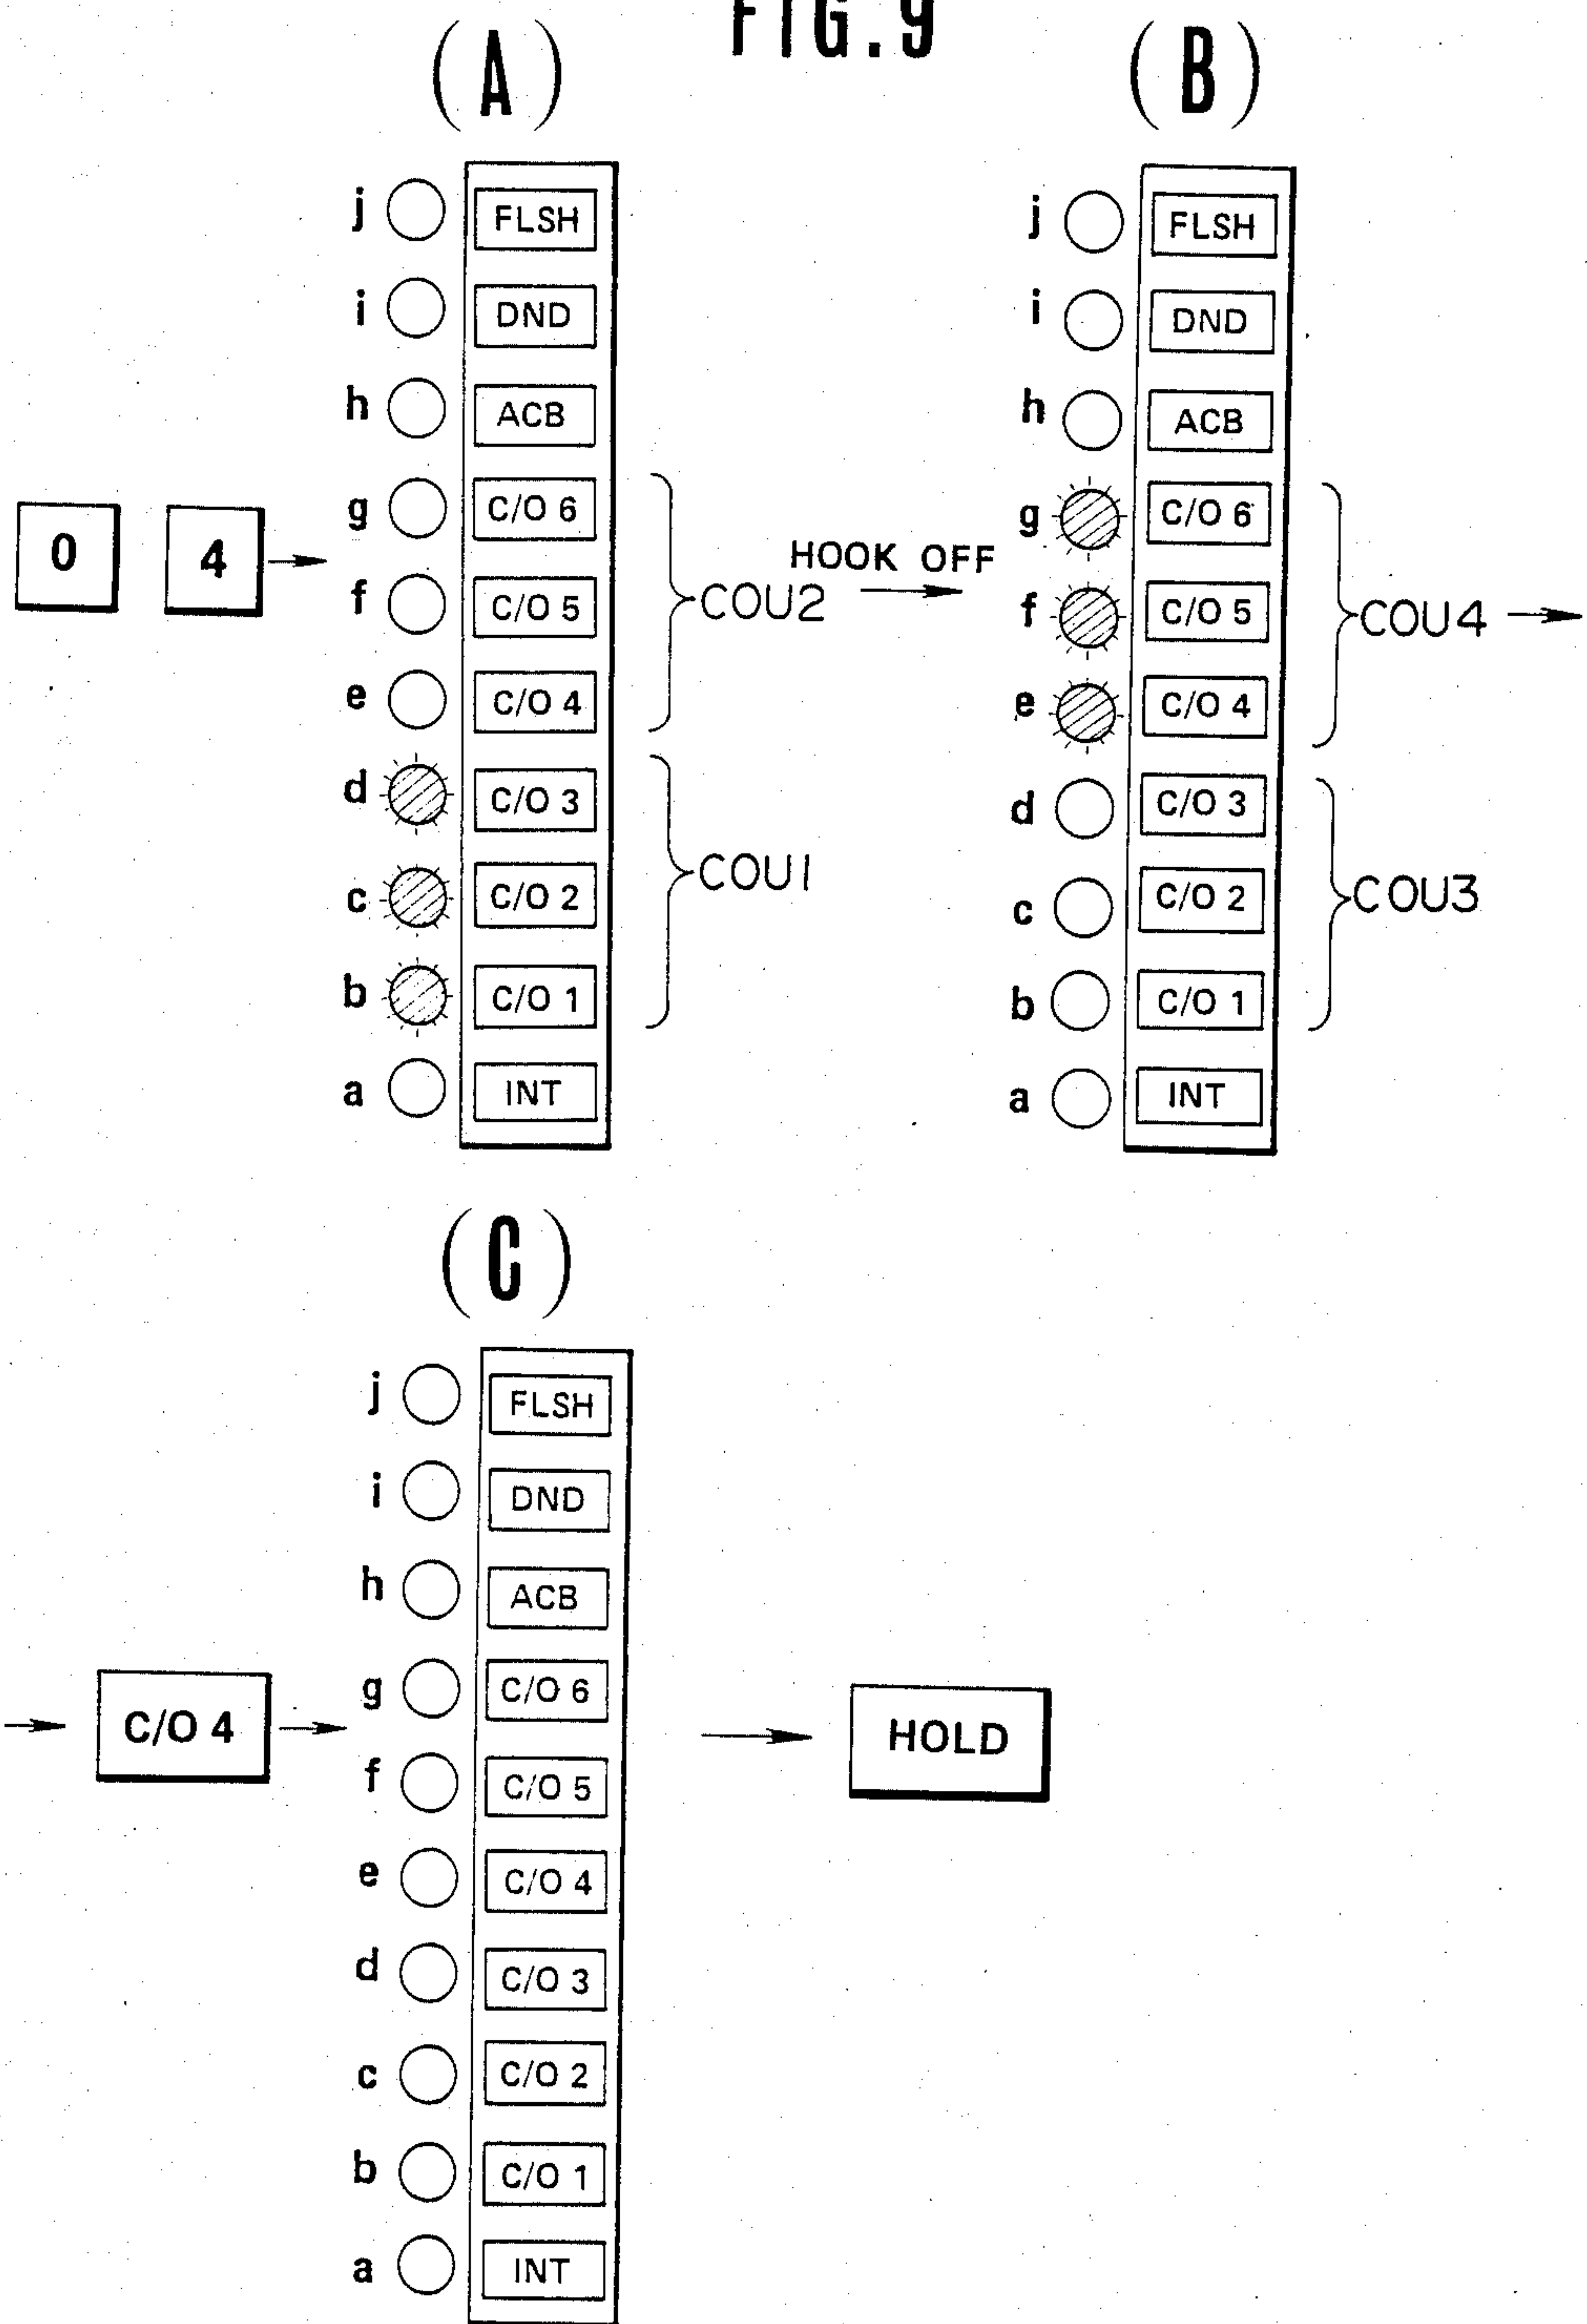 FIG.9
(A)
(B)
j FLSH
i DND
h ACB
g C/O 6
f C/O 5
e C/O 4
d C/O 3
c C/O 2
b C/O 1
a INT
0 4
COU2
COU1
HOOK OFF
j FLSH
i DND
h ACB
g C/O 6
f C/O 5
e C/O 4
d C/O 3
c C/O 2
b C/O 1
a INT
COU4
COU3
(C)
C/O 4
j FLSH
i DND
h ACB
g C/O 6
f C/O 5
e C/O 4
d C/O 3
c C/O 2
b C/O 1
a INT
HOLD